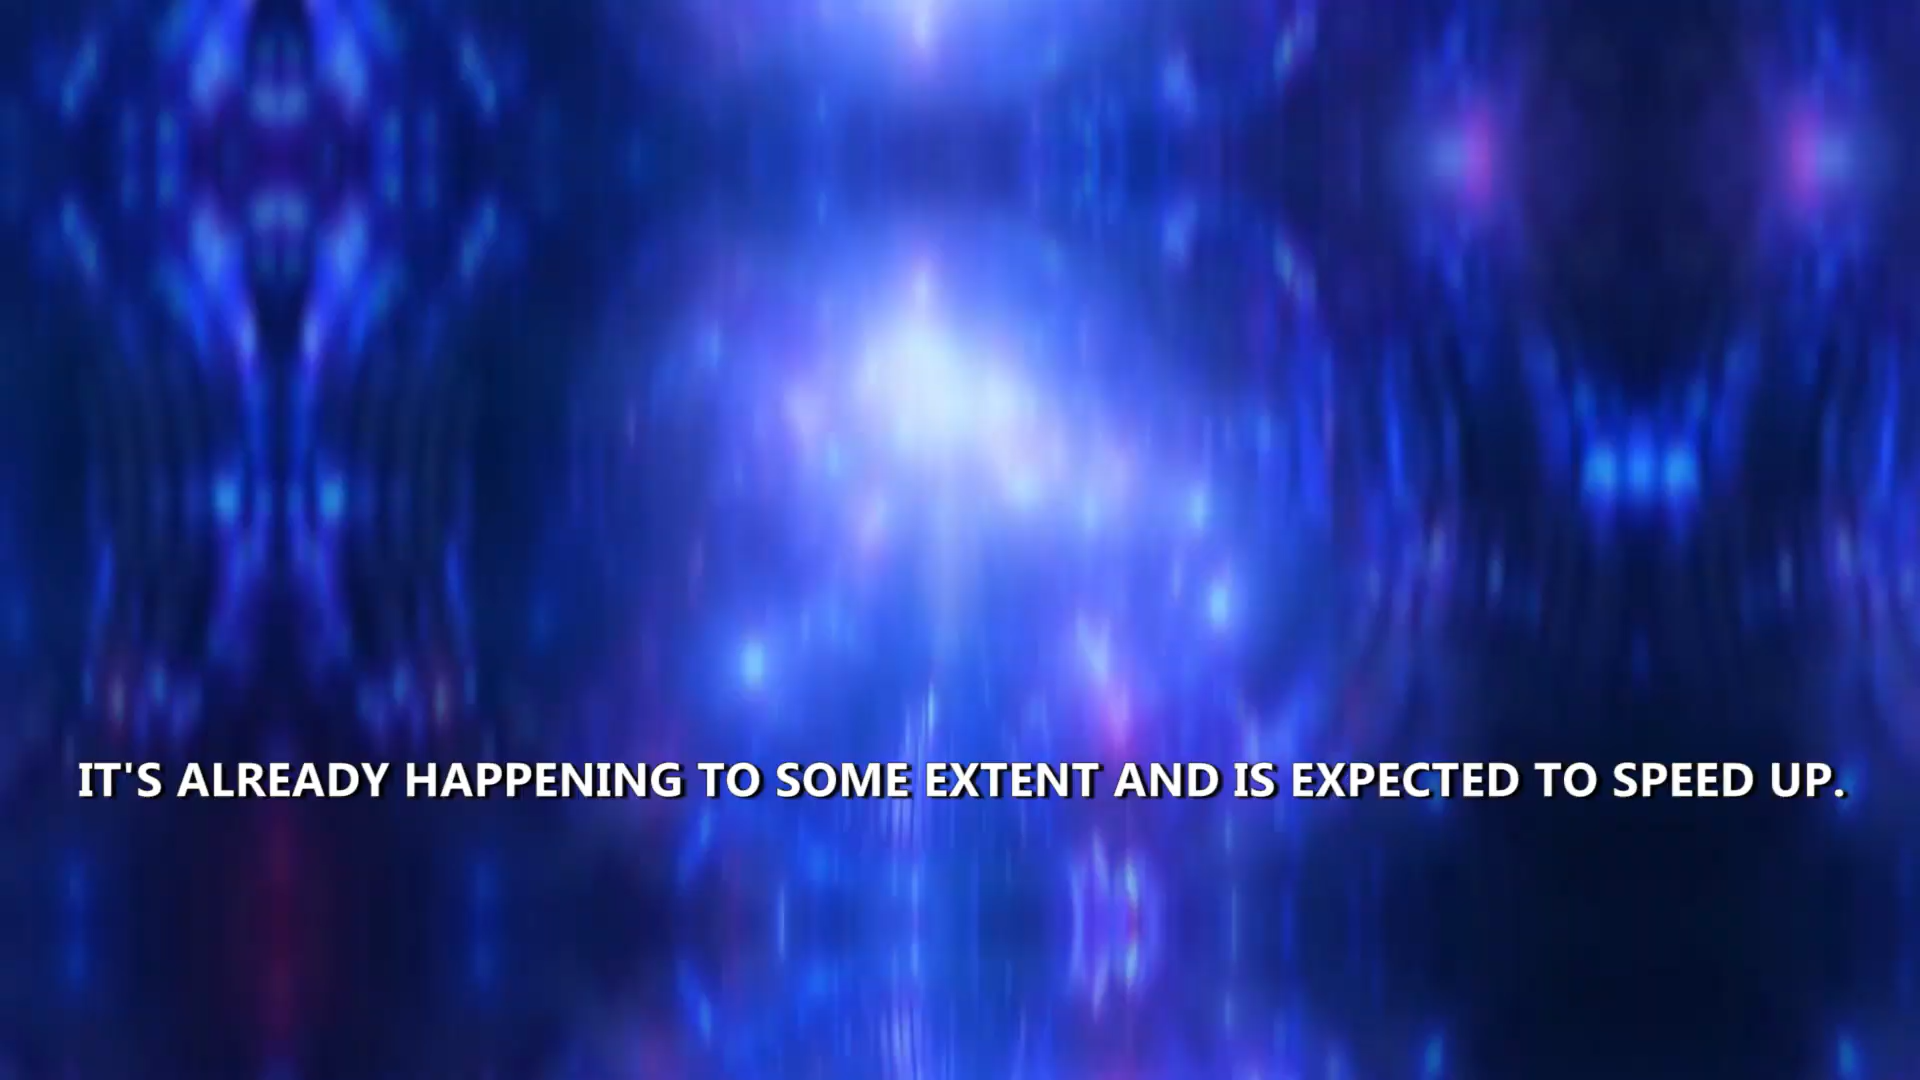 IT'S ALREADY HAPPENING TO SOME EXTENT AND IS EXPECTED TO SPEED UP.